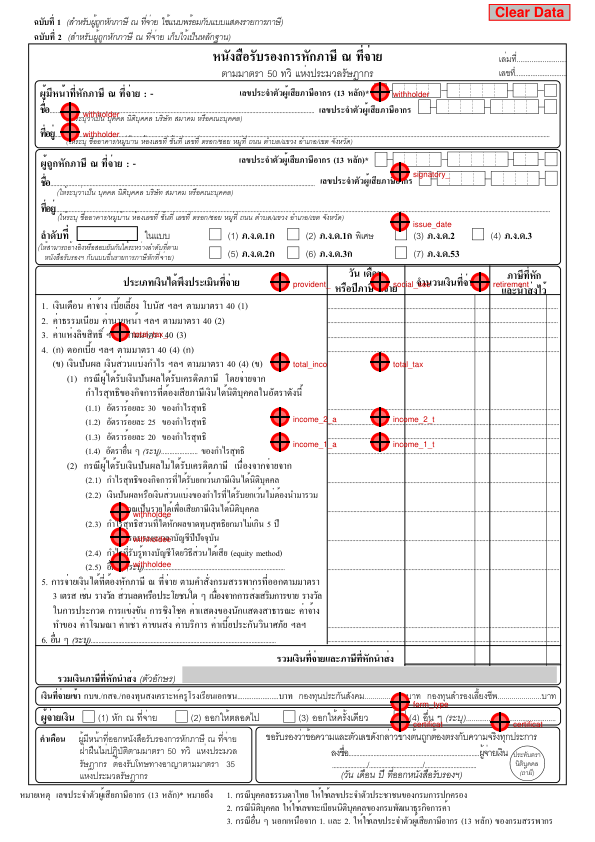 Clear Data
ฉบับที่ 1 (สำหรับผู้ถูกหักภาษี ณ ที่จ่าย ใช้แนบพร้อมกับแบบแสดงรายการภาษี)
ฉบับที่ 2 (สำหรับผู้ถูกหักภาษี ณ ที่จ่าย เก็บไว้เป็นหลักฐาน)
หนังสือรับรองการหักภาษี ณ ที่จ่าย
เล่มที่
ตามมาตรา 50 ทวิ แห่งประมวลรัษฎากร
เลขที่
ผู้มีหน้าที่หักภาษี ณ ที่จ่าย : -
เลขประจำตัวผู้เสียภาษีอากร (13 หลัก)*
withholder
ชื่อ
withholder
เลขประจำตัวผู้เสียภาษีอากร
(ให้ระบุว่าเป็น บุคคล นิติบุคคล บริษัท สมาคม หรือคณะบุคคล)
ที่อยู่
withholder
(ให้ระบุ ชื่ออาคาร/หมู่บ้าน ห้องเลขที่ ชั้นที่ เลขที่ ตรอก/ซอย หมู่ที่ ถนน ตำบล/แขวง อำเภอ/เขต จังหวัด)
ผู้ถูกหักภาษี ณ ที่จ่าย : -
เลขประจำตัวผู้เสียภาษีอากร (13 หลัก)*
signatory_
ชื่อ
เลขประจำตัวผู้เสียภาษีอากร
(ให้ระบุว่าเป็น บุคคล นิติบุคคล บริษัท สมาคม หรือคณะบุคคล)
ที่อยู่
(ให้ระบุ ชื่ออาคาร/หมู่บ้าน ห้องเลขที่ ชั้นที่ เลขที่ ตรอก/ซอย หมู่ที่ ถนน ตำบล/แขวง อำเภอ/เขต จังหวัด)
issue_date
ลำดับที่ ในแบบ
(1) ภ.ง.ด.1ก (2) ภ.ง.ด.1ก พิเศษ (3) ภ.ง.ด.2 (4) ภ.ง.ด.3
(ให้สามารถอ้างอิงหรือสอบยันกันได้ระหว่างลำดับที่ตาม
หนังสือรับรองฯ กับแบบยื่นรายการภาษีหักที่จ่าย)
(5) ภ.ง.ด.2ก (6) ภ.ง.ด.3ก (7) ภ.ง.ด.53
ประเภทเงินได้พึงประเมินที่จ่าย
provident_
วัน เดือน
หรือปีภาษี จ่าย
social_
จำนวนเงินที่จ่าย
retirement
ภาษีที่หัก
และนำส่งไว้
1. เงินเดือน ค่าจ้าง เบี้ยเลี้ยง โบนัส ฯลฯ ตามมาตรา 40 (1)
2. ค่าธรรมเนียม ค่านายหน้า ฯลฯ ตามมาตรา 40 (2)
3. ค่าแห่งลิขสิทธิ์ ฯลฯ ตามมาตรา 40 (3)
4. (ก) ดอกเบี้ย ฯลฯ ตามมาตรา 40 (4) (ก)
(ข) เงินปันผล เงินส่วนแบ่งกำไร ฯลฯ ตามมาตรา 40 (4) (ข)
total_inco
total_tax
(1) กรณีผู้ได้รับเงินปันผลได้รับเครดิตภาษี โดยจ่ายจาก
กำไรสุทธิของกิจการที่ต้องเสียภาษีเงินได้นิติบุคคลในอัตราดังนี้
(1.1) อัตราร้อยละ 30 ของกำไรสุทธิ
(1.2) อัตราร้อยละ 25 ของกำไรสุทธิ
income_2_a
income_2_t
(1.3) อัตราร้อยละ 20 ของกำไรสุทธิ
income_1_a
income_1_t
(1.4) อัตราอื่น ๆ (ระบุ) ของกำไรสุทธิ
(2) กรณีผู้ได้รับเงินปันผลไม่ได้รับเครดิตภาษี เนื่องจากจ่ายจาก
(2.1) กำไรสุทธิของกิจการที่ได้รับยกเว้นภาษีเงินได้นิติบุคคล
(2.2) เงินปันผลหรือเงินส่วนแบ่งของกำไรที่ได้รับยกเว้นไม่ต้องนำมารวม
คำนวณเป็นรายได้เพื่อเสียภาษีเงินได้นิติบุคคล
withholdee
(2.3) กำไรสุทธิส่วนที่ได้หักผลขาดทุนสุทธิยกมาไม่เกิน 5 ปี
ก่อนรอบระยะเวลาบัญชีปีปัจจุบัน
withholdee
(2.4) กำไรที่รับรู้ทางบัญชีโดยวิธีส่วนได้เสีย (equity method)
(2.5) อื่น ๆ (ระบุ)
withholdee
5. การจ่ายเงินได้ที่ต้องหักภาษี ณ ที่จ่าย ตามคำสั่งกรมสรรพากรที่ออกตามมาตรา
3 เตรส เช่น รางวัล ส่วนลดหรือประโยชน์ใด ๆ เนื่องจากการส่งเสริมการขาย รางวัล
ในการประกวด การแข่งขัน การชิงโชค ค่าแสดงของนักแสดงสาธารณะ ค่าจ้าง
ทำของ ค่าโฆษณา ค่าเช่า ค่าขนส่ง ค่าบริการ ค่าเบี้ยประกันวินาศภัย ฯลฯ
6. อื่น ๆ (ระบุ)
รวมเงินที่จ่ายและภาษีที่หักนำส่ง
รวมเงินภาษีที่หักนำส่ง (ตัวอักษร)
เงินที่จ่ายเข้า กบข./กสจ./กองทุนสงเคราะห์ครูโรงเรียนเอกชน บาท กองทุนประกันสังคม บาท กองทุนสำรองเลี้ยงชีพ บาท
form_type
ผู้จ่ายเงิน (1) หัก ณ ที่จ่าย (2) ออกให้ตลอดไป (3) ออกให้ครั้งเดียว (4) อื่น ๆ (ระบุ)
certificat
certificat
คำเตือน
ผู้มีหน้าที่ออกหนังสือรับรองการหักภาษี ณ ที่จ่าย
ฝ่าฝืนไม่ปฏิบัติตามมาตรา 50 ทวิ แห่งประมวล
รัษฎากร ต้องรับโทษทางอาญาตามมาตรา 35
แห่งประมวลรัษฎากร
ขอรับรองว่าข้อความและตัวเลขดังกล่าวข้างต้นถูกต้องตรงกับความจริงทุกประการ
ลงชื่อ ผู้จ่ายเงิน
(วัน เดือน ปี ที่ออกหนังสือรับรองฯ)
ประทับตรา
นิติบุคคล
(ถ้ามี)
หมายเหตุ เลขประจำตัวผู้เสียภาษีอากร (13 หลัก)* หมายถึง 1. กรณีบุคคลธรรมดาไทย ให้ใช้เลขประจำตัวประชาชนของกรมการปกครอง
2. กรณีนิติบุคคล ให้ใช้เลขทะเบียนนิติบุคคลของกรมพัฒนาธุรกิจการค้า
3. กรณีอื่น ๆ นอกเหนือจาก 1. และ 2. ให้ใช้เลขประจำตัวผู้เสียภาษีอากร (13 หลัก) ของกรมสรรพากร